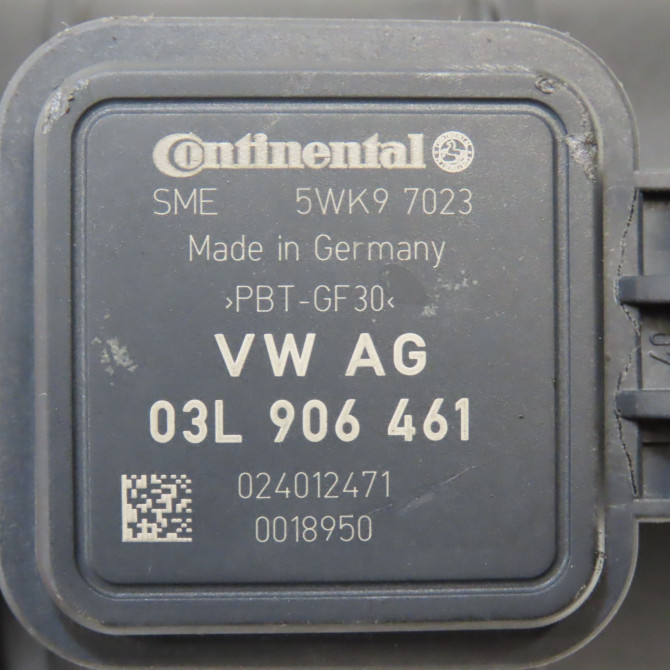 Continental
SME 5WK9 7023
Made in Germany
>PBT-GF30<
VW AG
03L 906 461
024012471
0018950